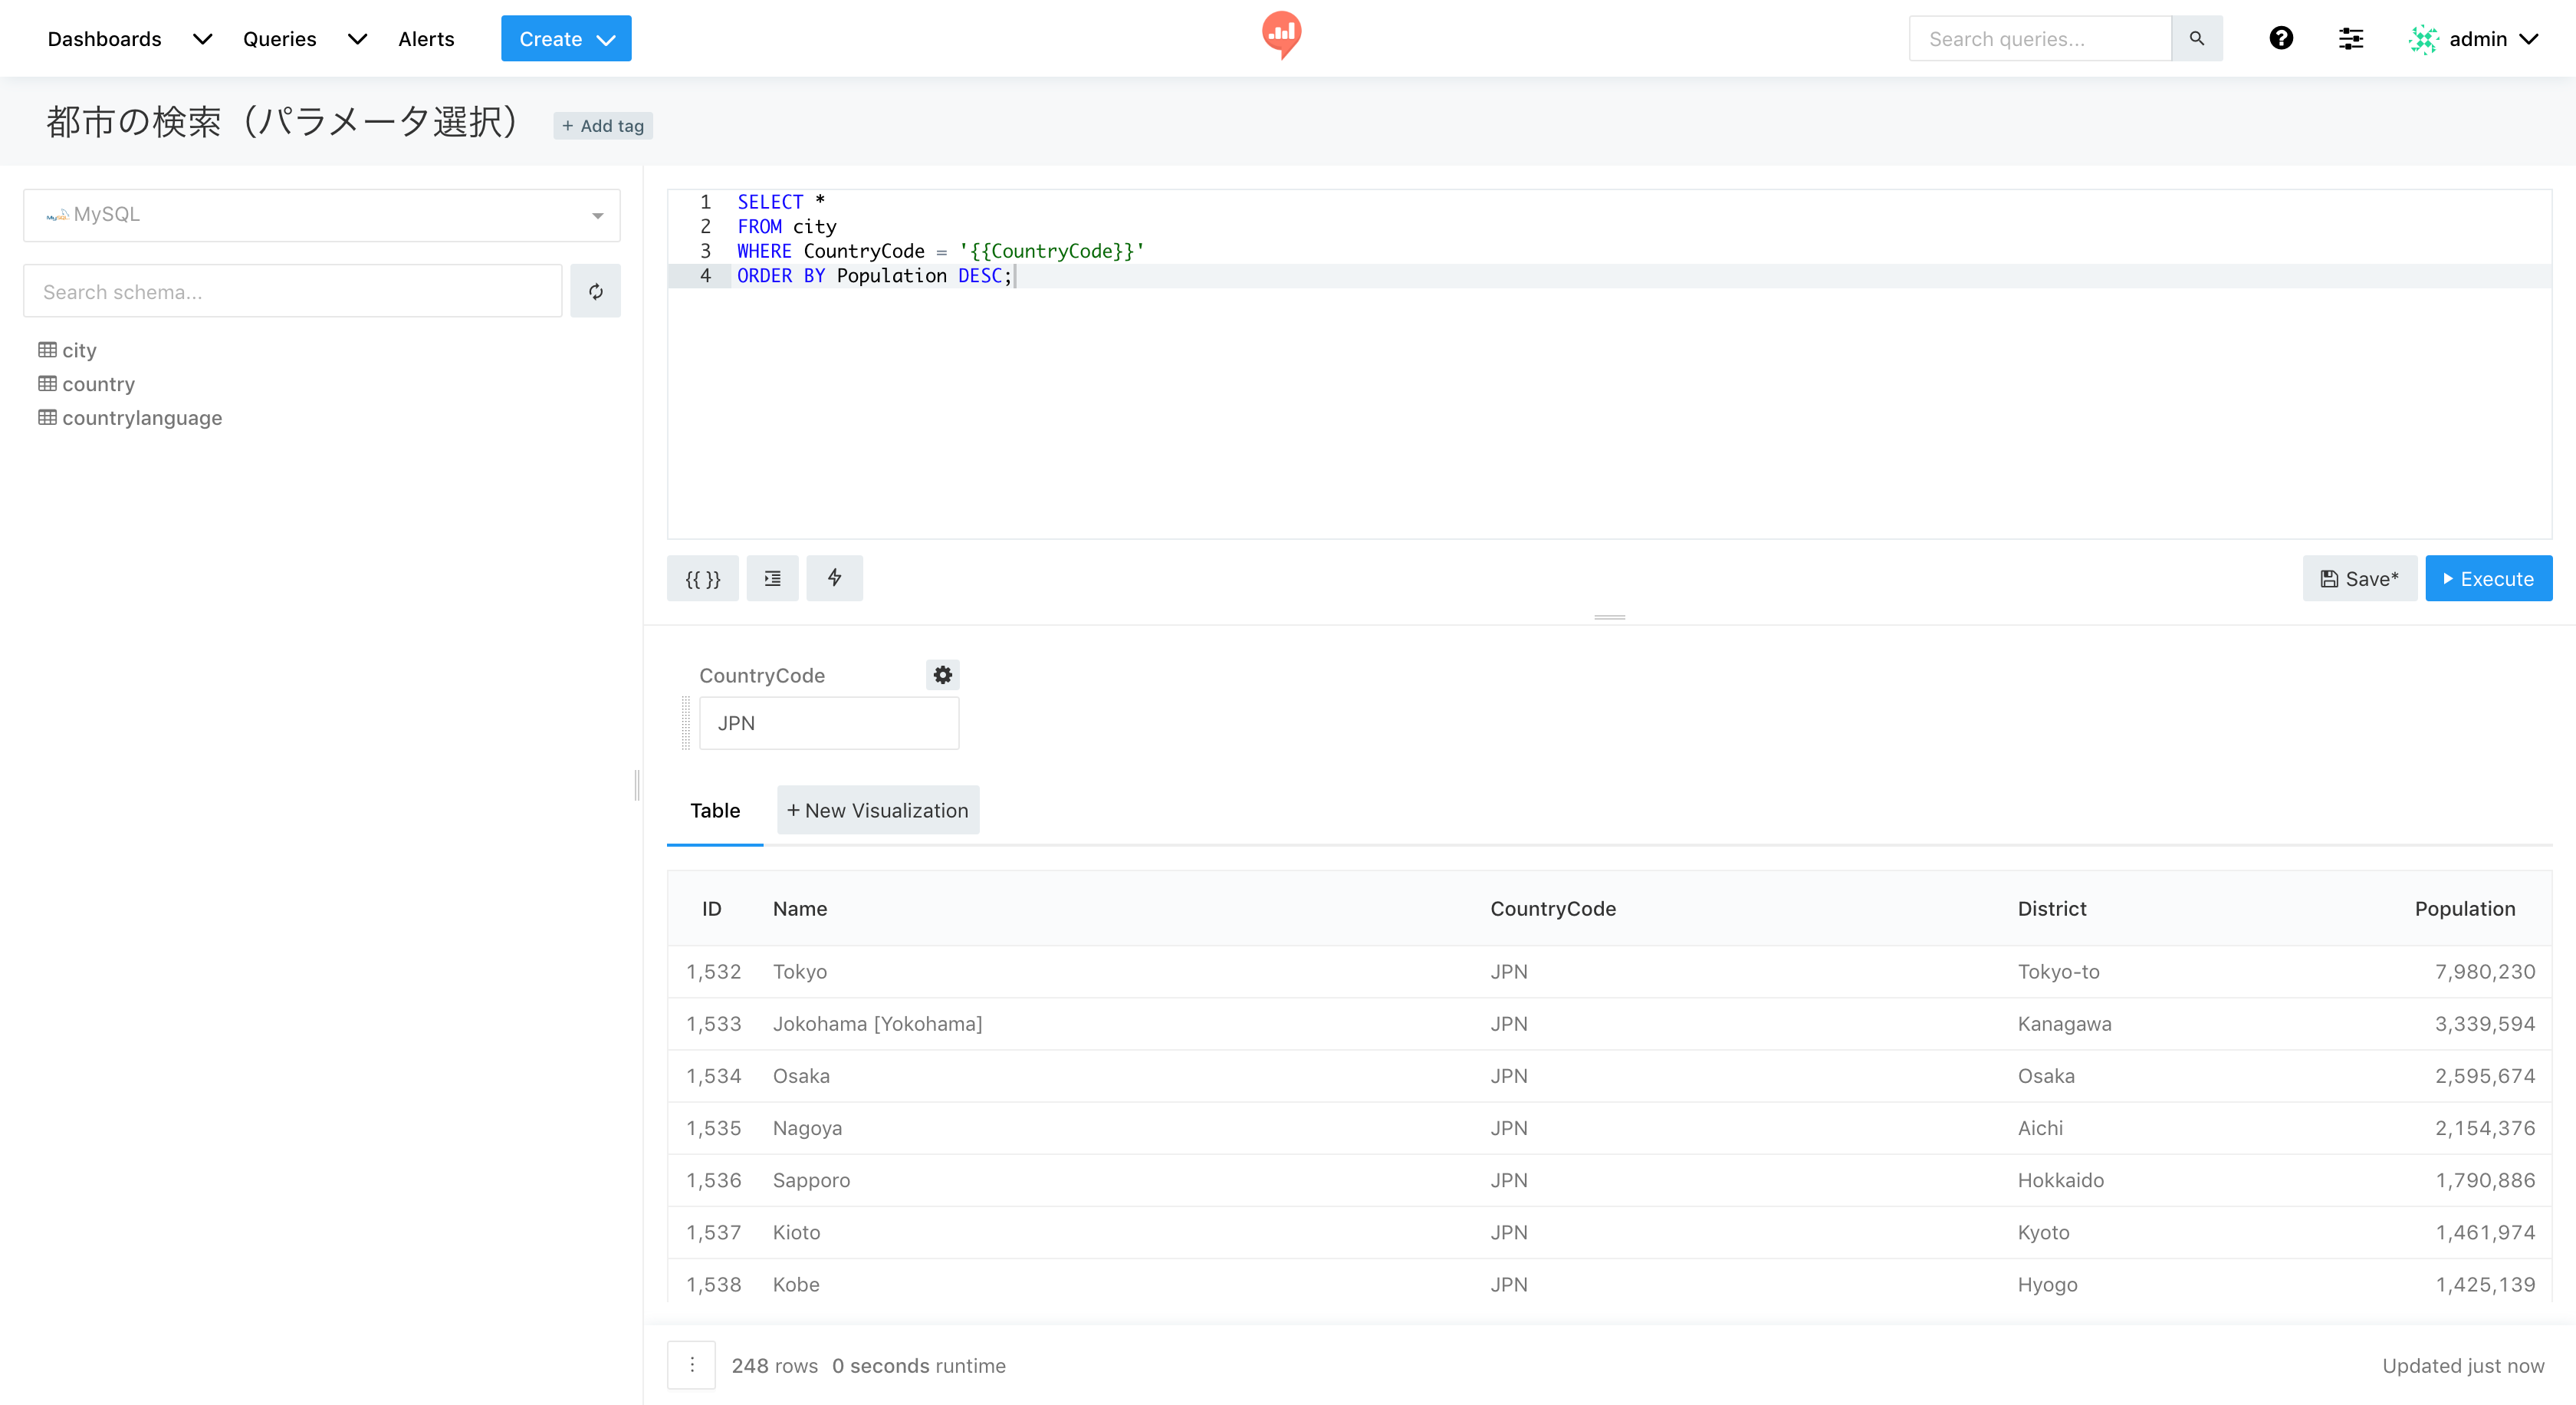 Dashboards Queries Alerts Create Search queries... admin
都市の検索（パラメータ選択） + Add tag
MySQL
Search schema...
city
country
countrylanguage
1 SELECT *
2 FROM city
3 WHERE CountryCode = '{{CountryCode}}'
4 ORDER BY Population DESC;
{{ }} Save* Execute
CountryCode
JPN
Table + New Visualization
ID Name CountryCode District Population
1,532 Tokyo JPN Tokyo-to 7,980,230
1,533 Jokohama [Yokohama] JPN Kanagawa 3,339,594
1,534 Osaka JPN Osaka 2,595,674
1,535 Nagoya JPN Aichi 2,154,376
1,536 Sapporo JPN Hokkaido 1,790,886
1,537 Kioto JPN Kyoto 1,461,974
1,538 Kobe JPN Hyogo 1,425,139
248 rows 0 seconds runtime Updated just now